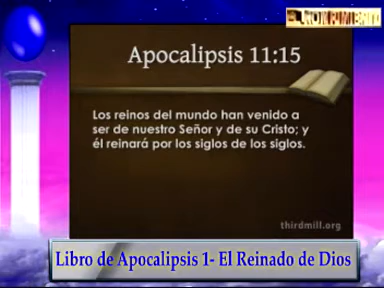 Apocalipsis 11:15
Los reinos del mundo han venido a
ser de nuestro Señor y de su Cristo; y
él reinará por los siglos de los siglos.
thirdmill.org
Libro de Apocalipsis 1- El Reinado de Dios